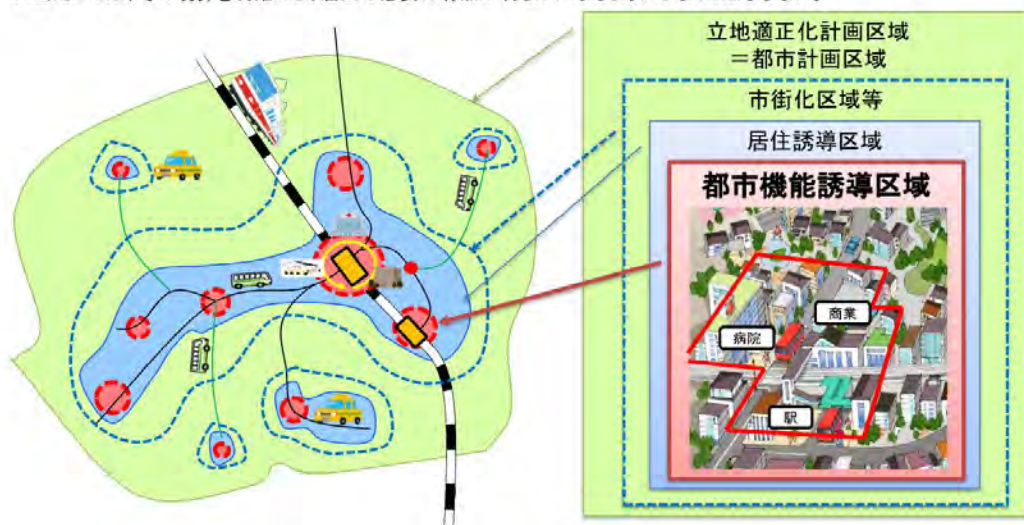 立地適正化計画区域
＝都市計画区域
市街化区域等
居住誘導区域
都市機能誘導区域
商業
病院
駅